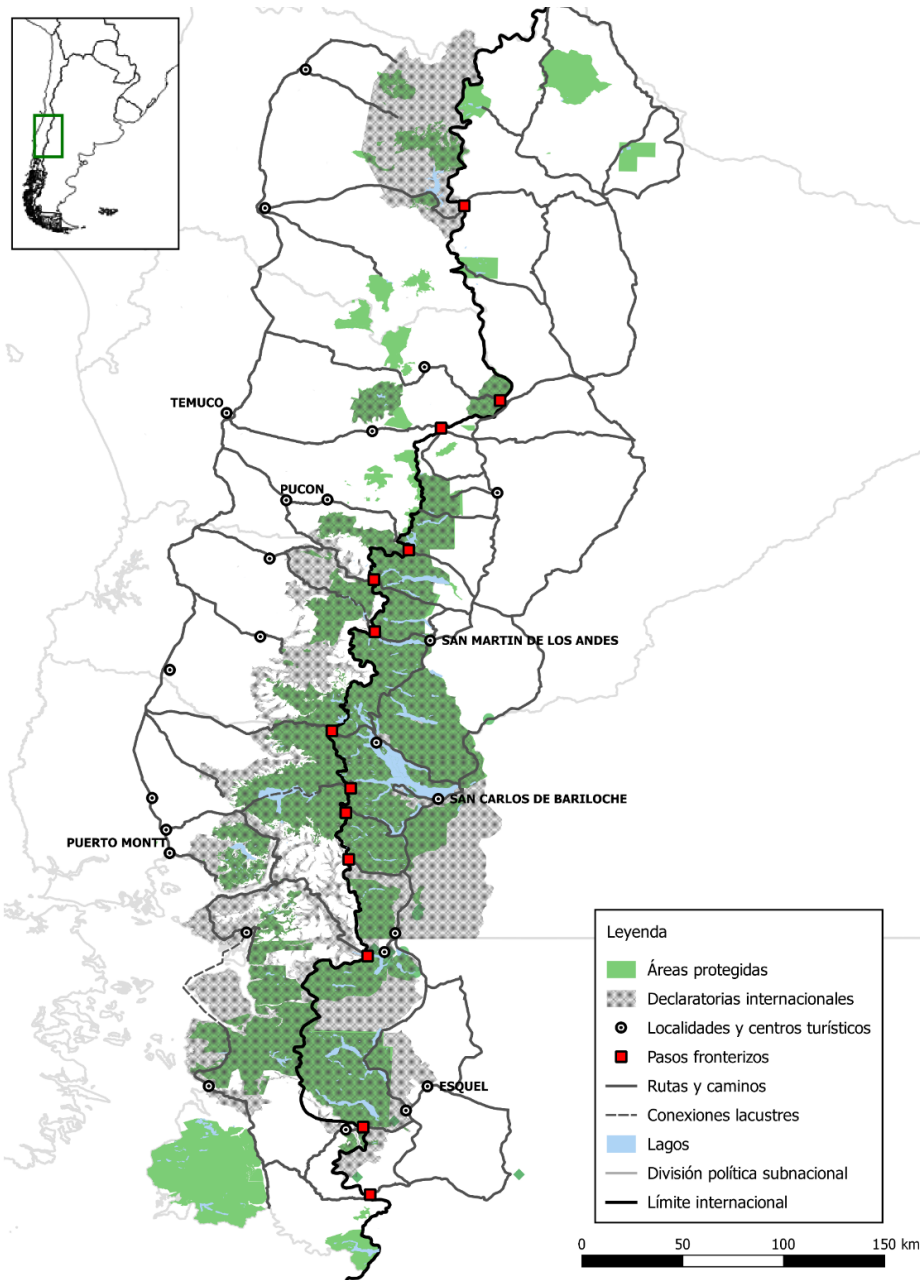 TEMUCO
PUCON
SAN MARTIN DE LOS ANDES
SAN CARLOS DE BARILOCHE
PUERTO MONTT
ESQUEL
Leyenda
Áreas protegidas
Declaratorias internacionales
Localidades y centros turísticos
Pasos fronterizos
Rutas y caminos
Conexiones lacustres
Lagos
División política subnacional
Límite internacional
0 50 100 150 km